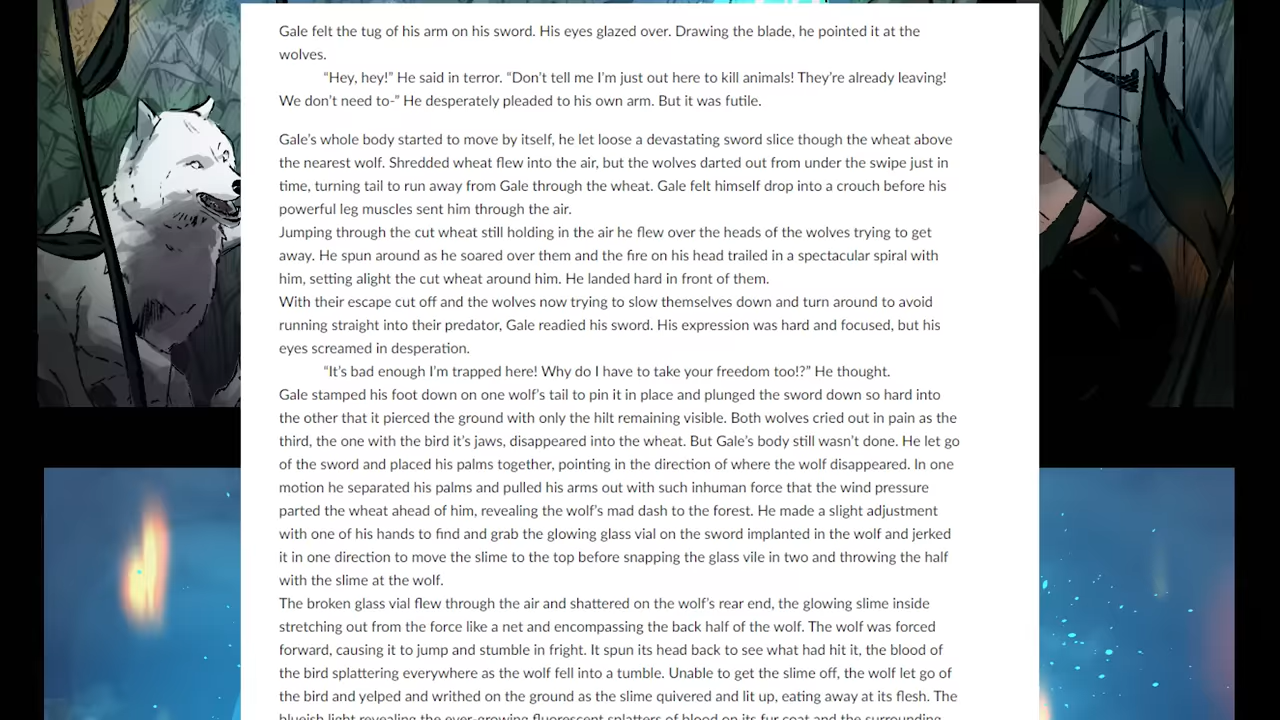 Gale felt the tug of his arm on his sword. His eyes glazed over. Drawing the blade, he pointed it at the
wolves.
“Hey, hey!” He said in terror. “Don’t tell me I’m just out here to kill animals! They’re already leaving!
We don’t need to-” He desperately pleaded to his own arm. But it was futile.
Gale’s whole body started to move by itself, he let loose a devastating sword slice though the wheat above
the nearest wolf. Shredded wheat flew into the air, but the wolves darted out from under the swipe just in
time, turning tail to run away from Gale through the wheat. Gale felt himself drop into a crouch before his
powerful leg muscles sent him through the air.
Jumping through the cut wheat still holding in the air he flew over the heads of the wolves trying to get
away. He spun around as he soared over them and the fire on his head trailed in a spectacular spiral with
him, setting alight the cut wheat around him. He landed hard in front of them.
With their escape cut off and the wolves now trying to slow themselves down and turn around to avoid
running straight into their predator, Gale readied his sword. His expression was hard and focused, but his
eyes screamed in desperation.
“It’s bad enough I’m trapped here! Why do I have to take your freedom too!?” He thought.
Gale stamped his foot down on one wolf’s tail to pin it in place and plunged the sword down so hard into
the other that it pierced the ground with only the hilt remaining visible. Both wolves cried out in pain as the
third, the one with the bird it’s jaws, disappeared into the wheat. But Gale’s body still wasn’t done. He let go
of the sword and placed his palms together, pointing in the direction of where the wolf disappeared. In one
motion he separated his palms and pulled his arms out with such inhuman force that the wind pressure
parted the wheat ahead of him, revealing the wolf’s mad dash to the forest. He made a slight adjustment
with one of his hands to find and grab the glowing glass vial on the sword implanted in the wolf and jerked
it in one direction to move the slime to the top before snapping the glass vile in two and throwing the half
with the slime at the wolf.
The broken glass vial flew through the air and shattered on the wolf’s rear end, the glowing slime inside
stretching out from the force like a net and encompassing the back half of the wolf. The wolf was forced
forward, causing it to jump and stumble in fright. It spun its head back to see what had hit it, the blood of
the bird splattering everywhere as the wolf fell into a tumble. Unable to get the slime off, the wolf let go of
the bird and yelped and writhed on the ground as the slime quivered and lit up, eating away at its flesh. The
blueish light revealing the ever-growing fluorescent splatters of blood on its fur coat and the surrounding